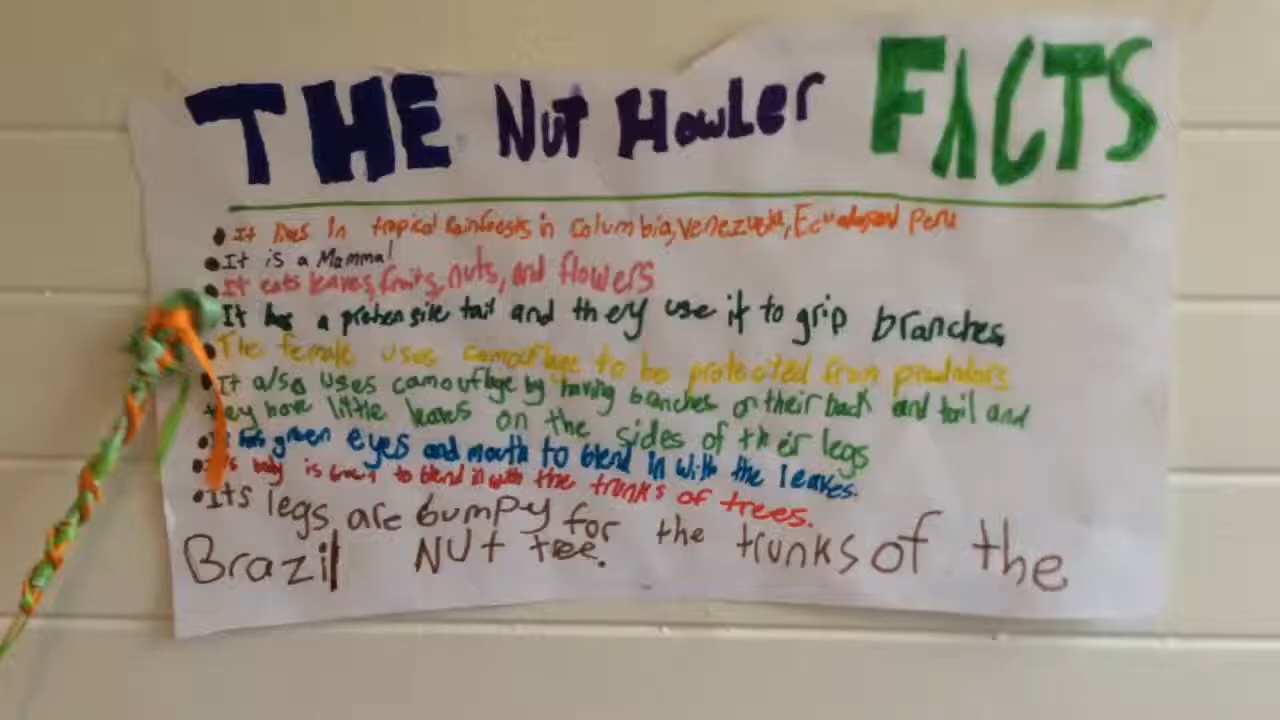 THE Nut Howler FACTS
• It lives In tropical Rainforests in Columbia, Venezuela, Ecuador and Peru
• It is a Mammal
• It eats leaves, fruits, nuts, and flowers
• It has a prehensile tail and they use it to grip branches
• The female uses camouflage to be protected from predators
• It also uses camouflage by having branches on their back and tail and
they have little leaves on the sides of their legs
• It has green eyes and mouth to blend in with the leaves.
• It's body is brown to blend in with the trunks of trees.
• Its legs are bumpy for the trunks of the
Brazil Nut tree.